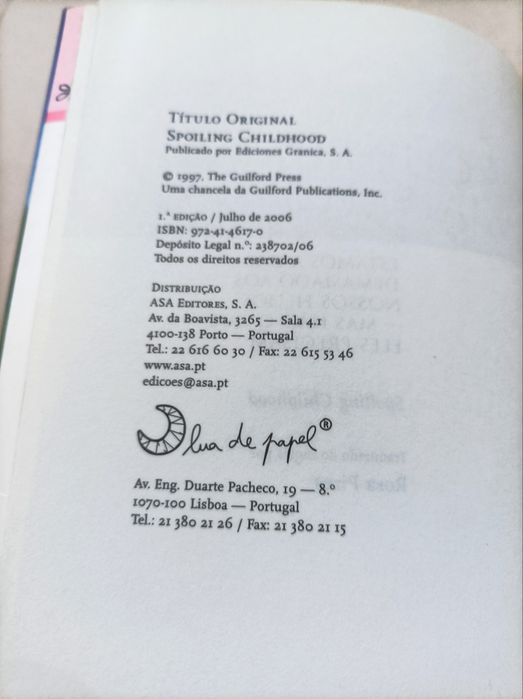 TÍTULO ORIGINAL
SPOILING CHILDHOOD
Publicado por Ediciones Granica, S. A.
© 1997, The Guilford Press
Uma chancela da Guilford Publications, Inc.
1.ª EDIÇÃO / Julho de 2006
ISBN: 972-41-4617-0
Depósito Legal n.º: 238702/06
Todos os direitos reservados
DISTRIBUIÇÃO
ASA EDITORES, S. A.
Av. da Boavista, 3265 — Sala 4.1
4100-138 Porto — Portugal
Tel.: 22 616 60 30 / Fax: 22 615 53 46
www.asa.pt
edicoes@asa.pt
lua de papel®
Av. Eng. Duarte Pacheco, 19 — 8.º
1070-100 Lisboa — Portugal
Tel.: 21 380 21 26 / Fax: 21 380 21 15